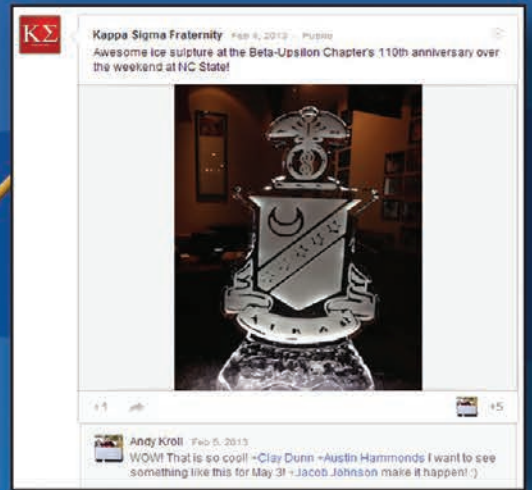 ΚΣ
Kappa Sigma Fraternity Feb 4, 2013 - Public
Awesome ice sulpture at the Beta-Upsilon Chapter's 110th anniversary over
the weekend at NC State!
+1
+5
Andy Kroll Feb 5, 2013
WOW! That is so cool! +Clay Dunn +Austin Hammonds I want to see
something like this for May 3! +Jacob Johnson make it happen! :)